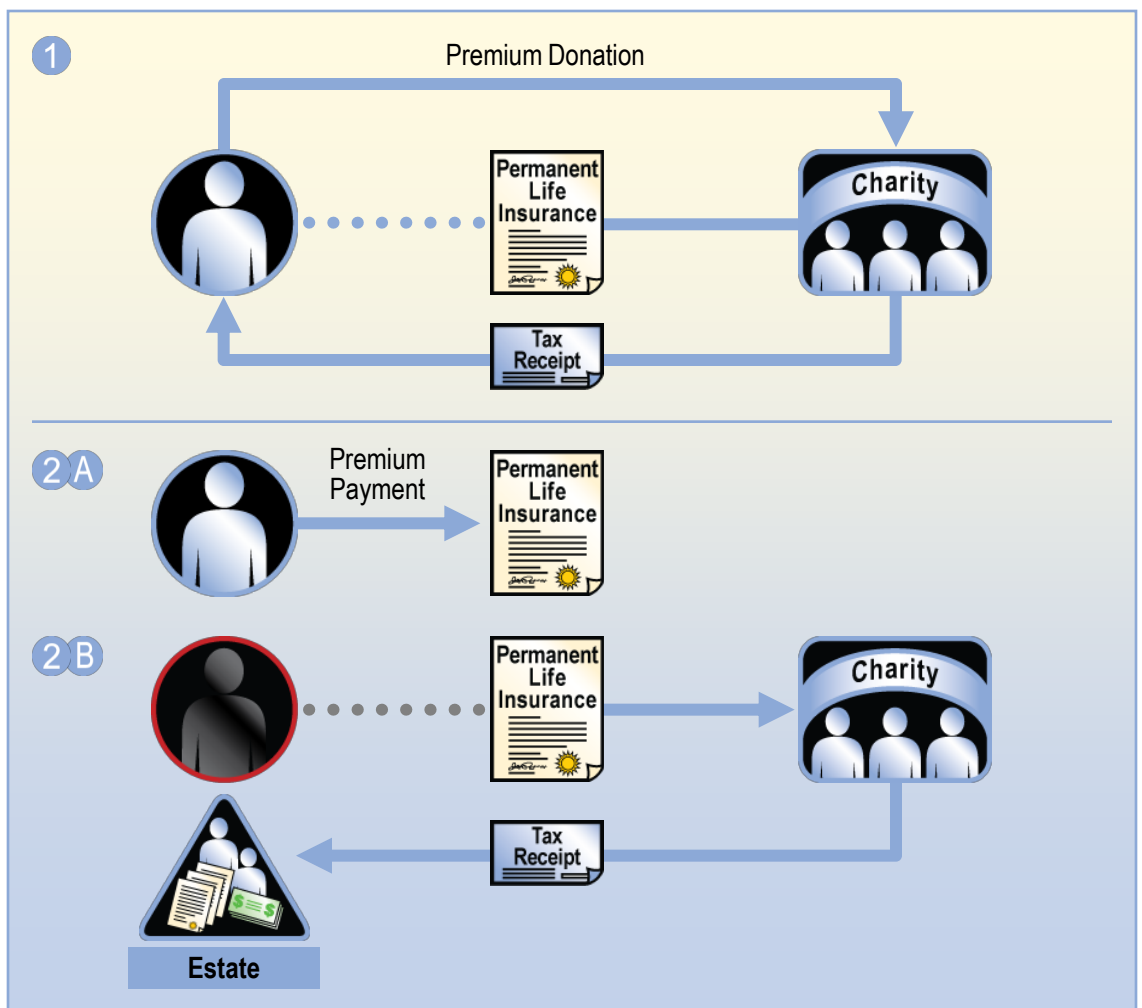 1
Premium Donation
Permanent
Life
Insurance
Charity
Tax
Receipt
2 A
Premium
Payment
Permanent
Life
Insurance
2 B
Permanent
Life
Insurance
Charity
Tax
Receipt
$ = $
Estate